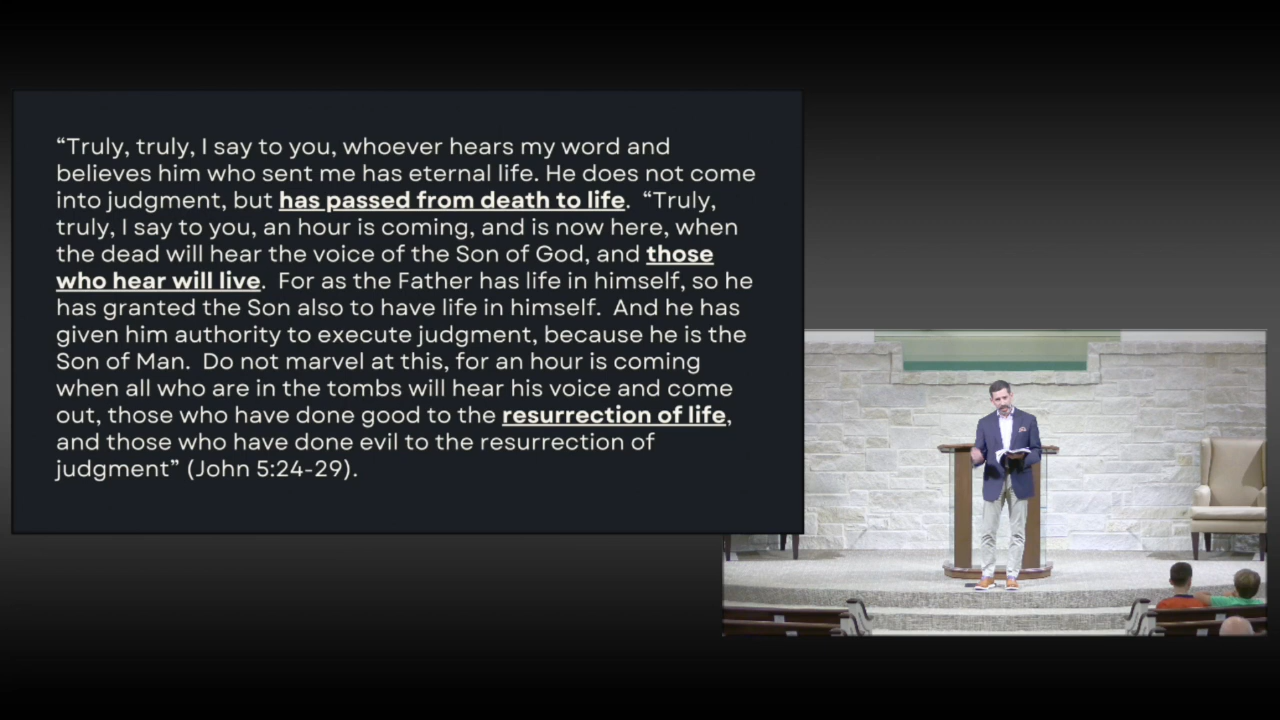 “Truly, truly, I say to you, whoever hears my word and
believes him who sent me has eternal life. He does not come
into judgment, but has passed from death to life.  “Truly,
truly, I say to you, an hour is coming, and is now here, when
the dead will hear the voice of the Son of God, and those
who hear will live.  For as the Father has life in himself, so he
has granted the Son also to have life in himself.  And he has
given him authority to execute judgment, because he is the
Son of Man.  Do not marvel at this, for an hour is coming
when all who are in the tombs will hear his voice and come
out, those who have done good to the resurrection of life,
and those who have done evil to the resurrection of
judgment” (John 5:24-29).